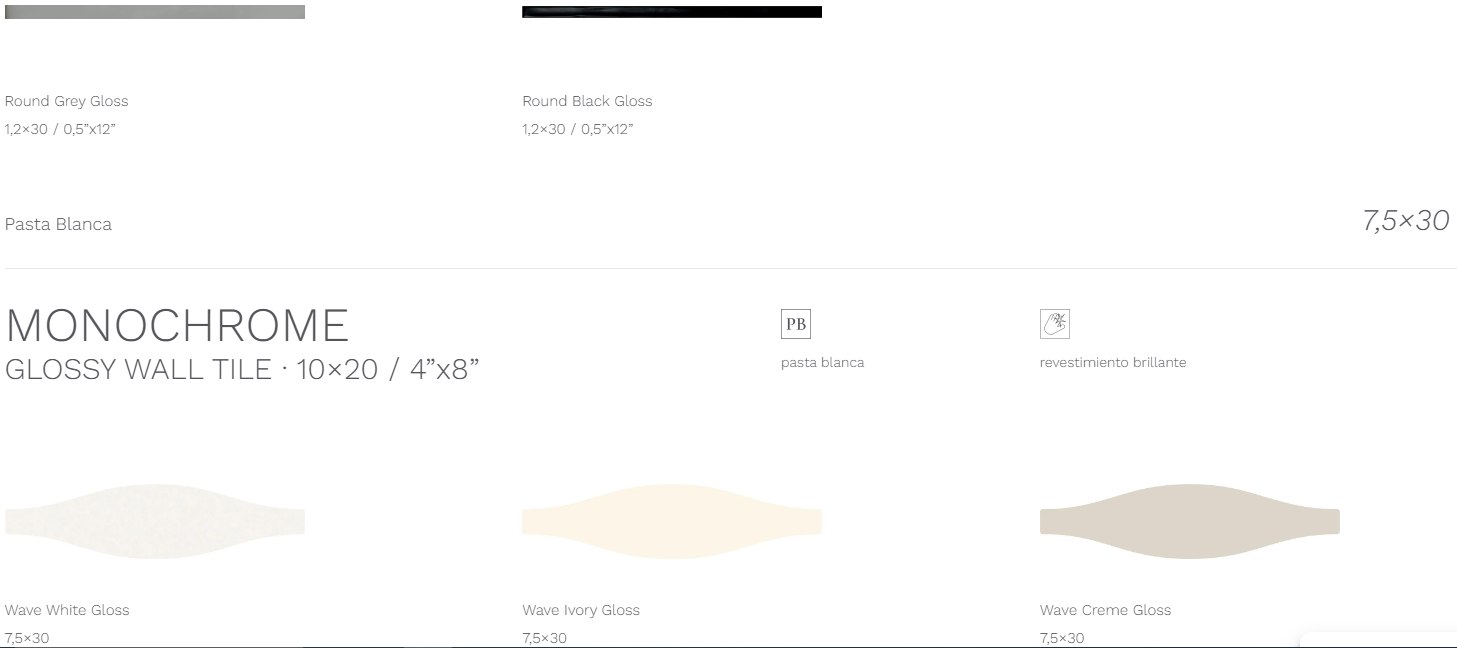 Round Grey Gloss
1,2×30 / 0,5”x12”
Round Black Gloss
1,2×30 / 0,5”x12”
Pasta Blanca
7,5×30
MONOCHROME
GLOSSY WALL TILE · 10×20 / 4”x8”
PB
pasta blanca
revestimiento brillante
Wave White Gloss
7,5×30
Wave Ivory Gloss
7,5×30
Wave Creme Gloss
7,5×30